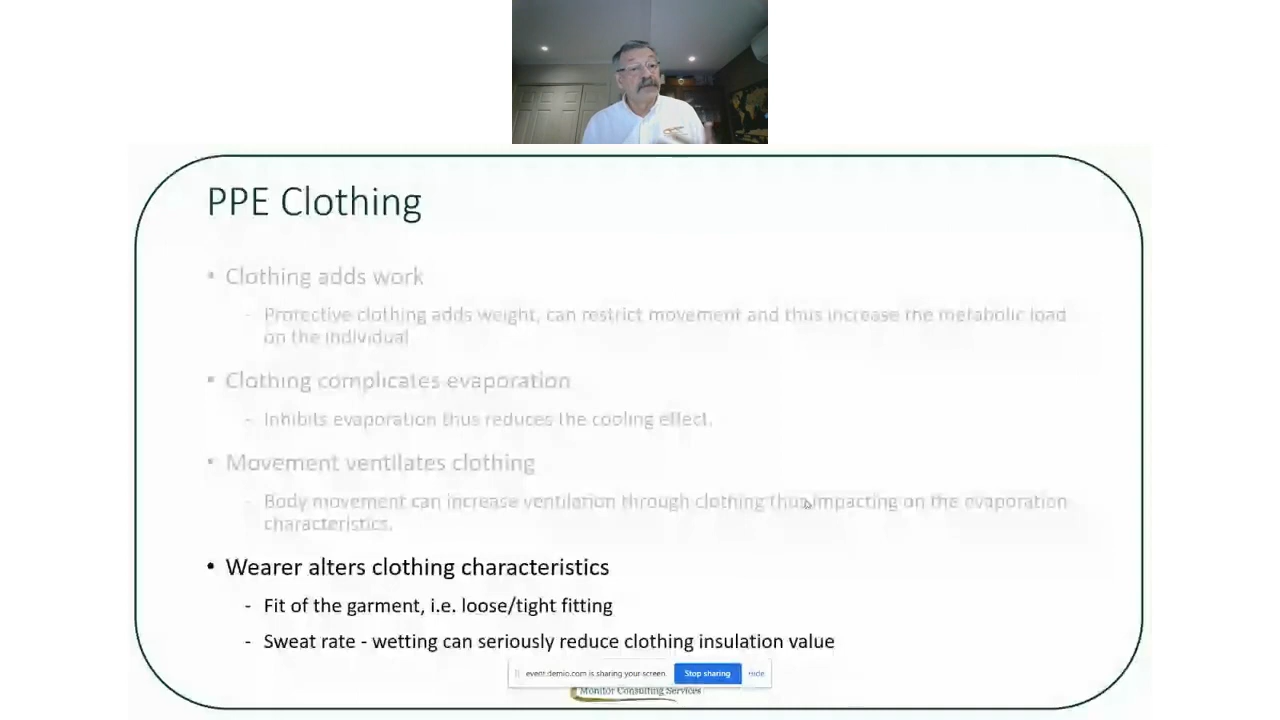 PPE Clothing
• Clothing adds work
- Protective clothing adds weight, can restrict movement and thus increase the metabolic load
on the individual
• Clothing complicates evaporation
- Inhibits evaporation thus reduces the cooling effect.
• Movement ventilates clothing
- Body movement can increase ventilation through clothing thus impacting on the evaporation
characteristics.
• Wearer alters clothing characteristics
- Fit of the garment, i.e. loose/tight fitting
- Sweat rate - wetting can seriously reduce clothing insulation value
event.demio.com is sharing your screen. Stop sharing Hide
Monitor Consulting Services